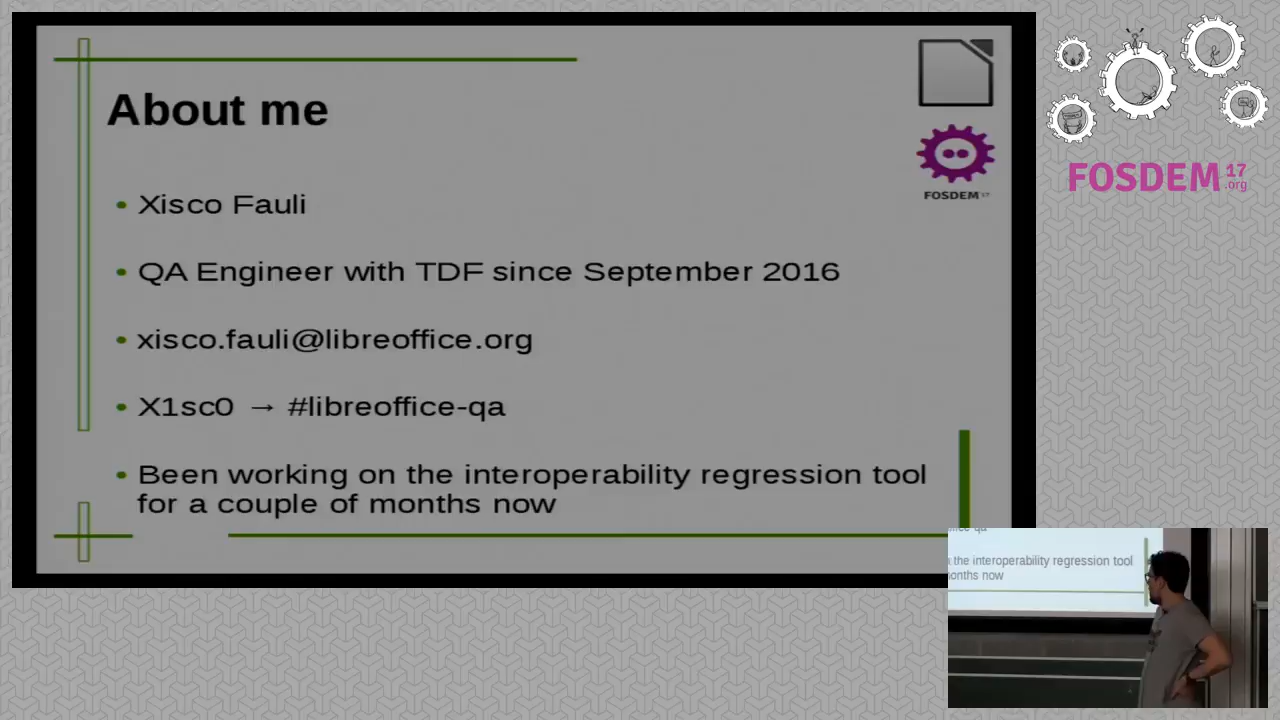 About me
Xisco Fauli
QA Engineer with TDF since September 2016
xisco.fauli@libreoffice.org
X1sc0 → #libreoffice-qa
Been working on the interoperability regression tool
for a couple of months now
FOSDEM 17
FOSDEM 17
.org
the interoperability regression tool
onths now